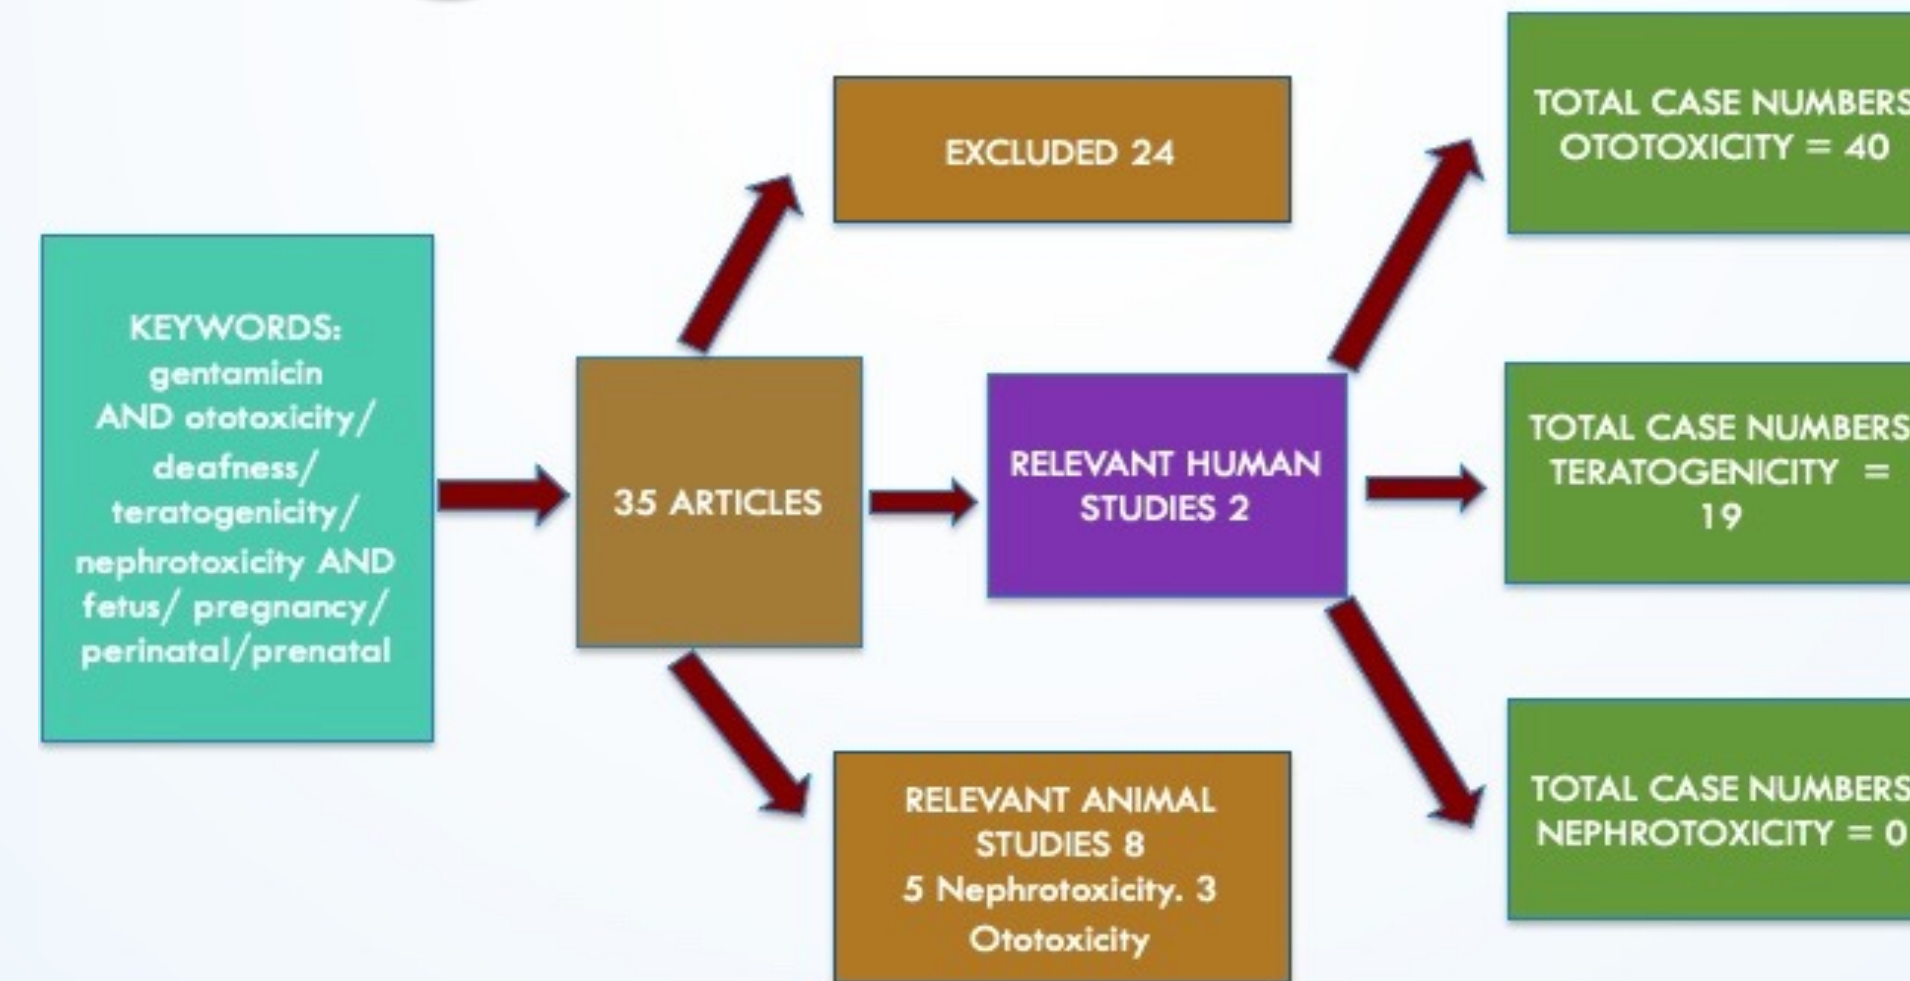 KEYWORDS:
gentamicin
AND ototoxicity/
deafness/
teratogenicity/
nephrotoxicity AND
fetus/ pregnancy/
perinatal/prenatal
35 ARTICLES
EXCLUDED 24
RELEVANT HUMAN
STUDIES 2
RELEVANT ANIMAL
STUDIES 8
5 Nephrotoxicity. 3
Ototoxicity
TOTAL CASE NUMBERS
OTOTOXICITY = 40
TOTAL CASE NUMBERS
TERATOGENICITY =
19
TOTAL CASE NUMBERS
NEPHROTOXICITY = 0